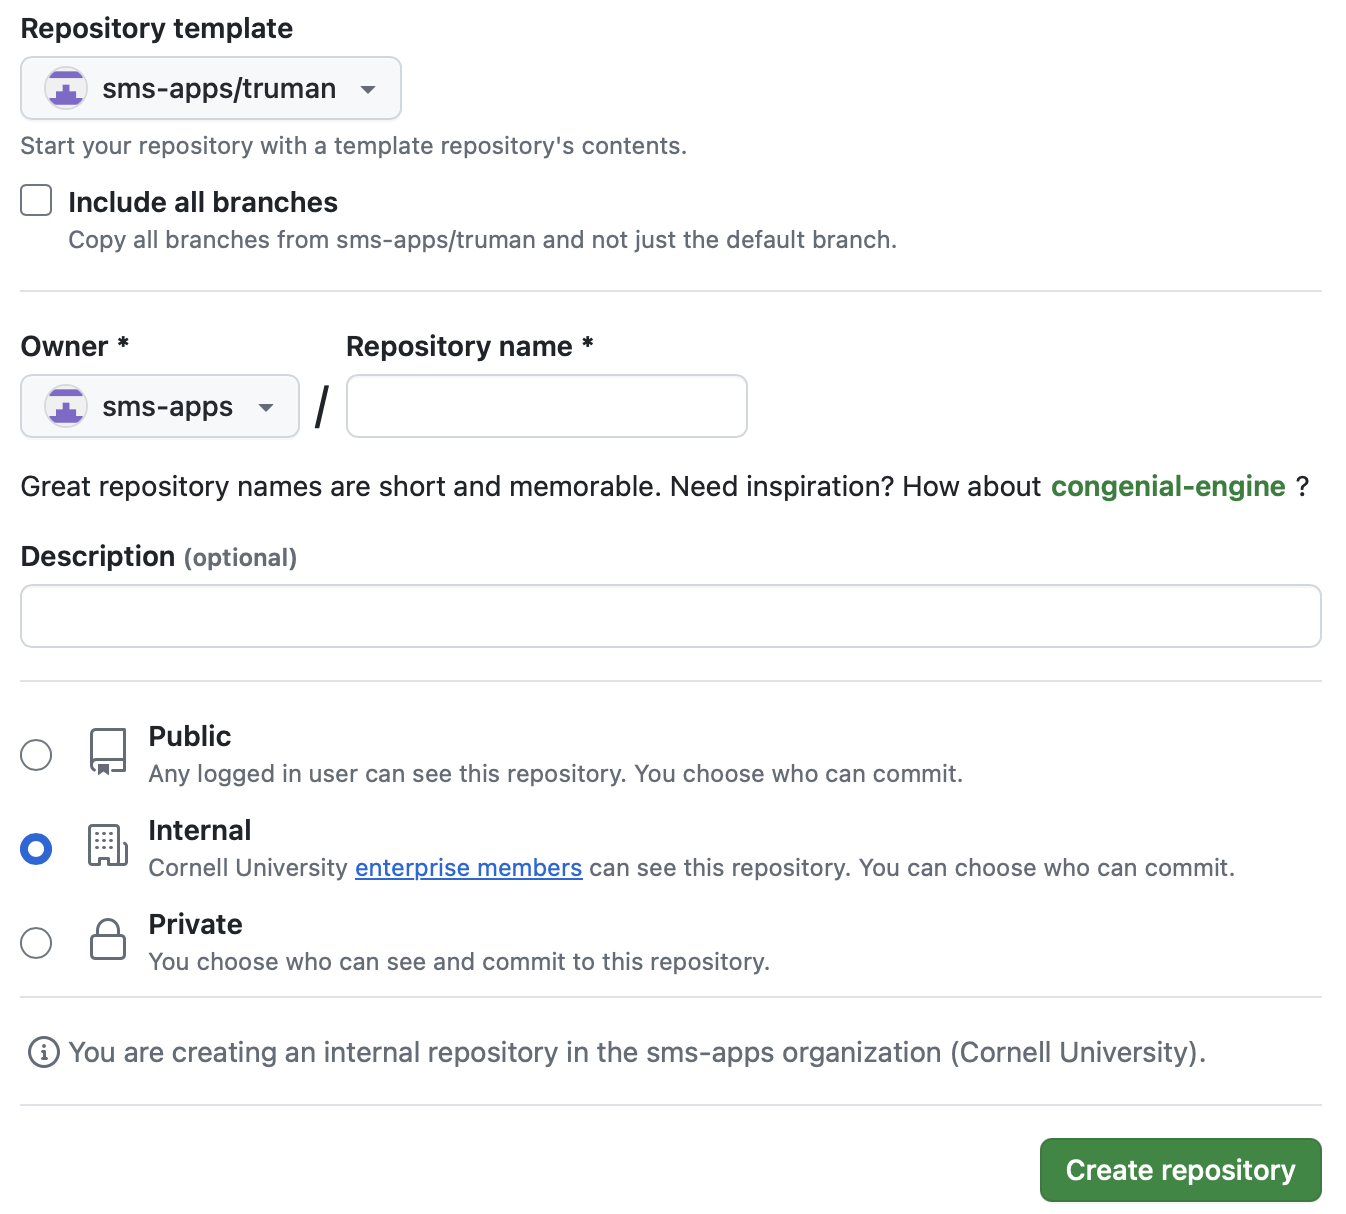 Repository template
sms-apps/truman
Start your repository with a template repository's contents.
Include all branches
Copy all branches from sms-apps/truman and not just the default branch.
Owner * Repository name *
sms-apps /
Great repository names are short and memorable. Need inspiration? How about congenial-engine ?
Description (optional)
Public
Any logged in user can see this repository. You choose who can commit.
Internal
Cornell University enterprise members can see this repository. You can choose who can commit.
Private
You choose who can see and commit to this repository.
You are creating an internal repository in the sms-apps organization (Cornell University).
Create repository